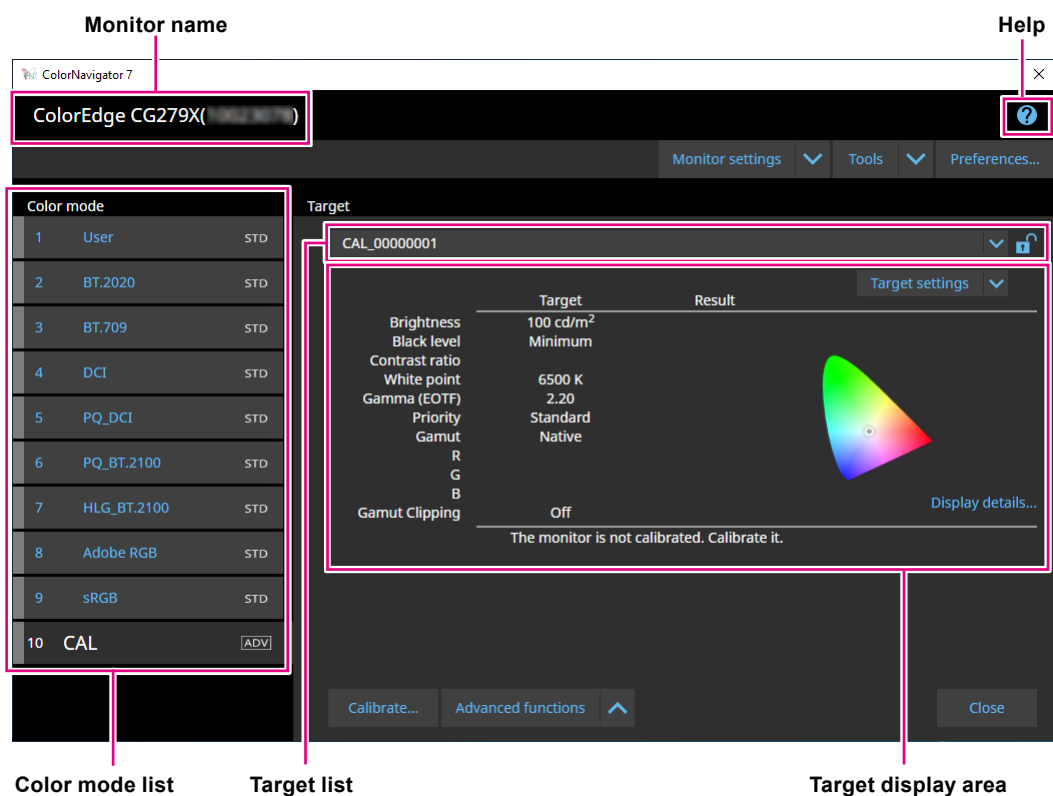 Monitor name Help
ColorNavigator 7
ColorEdge CG279X( )
Monitor settings Tools Preferences...
Color mode
1 User STD
2 BT.2020 STD
3 BT.709 STD
4 DCI STD
5 PQ_DCI STD
6 PQ_BT.2100 STD
7 HLG_BT.2100 STD
8 Adobe RGB STD
9 sRGB STD
10 CAL ADV
Target
CAL_00000001
Target settings
Target Result
Brightness 100 cd/m²
Black level Minimum
Contrast ratio
White point 6500 K
Gamma (EOTF) 2.20
Priority Standard
Gamut Native
R
G
B
Gamut Clipping Off
Display details...
The monitor is not calibrated. Calibrate it.
Calibrate... Advanced functions Close
Color mode list Target list Target display area